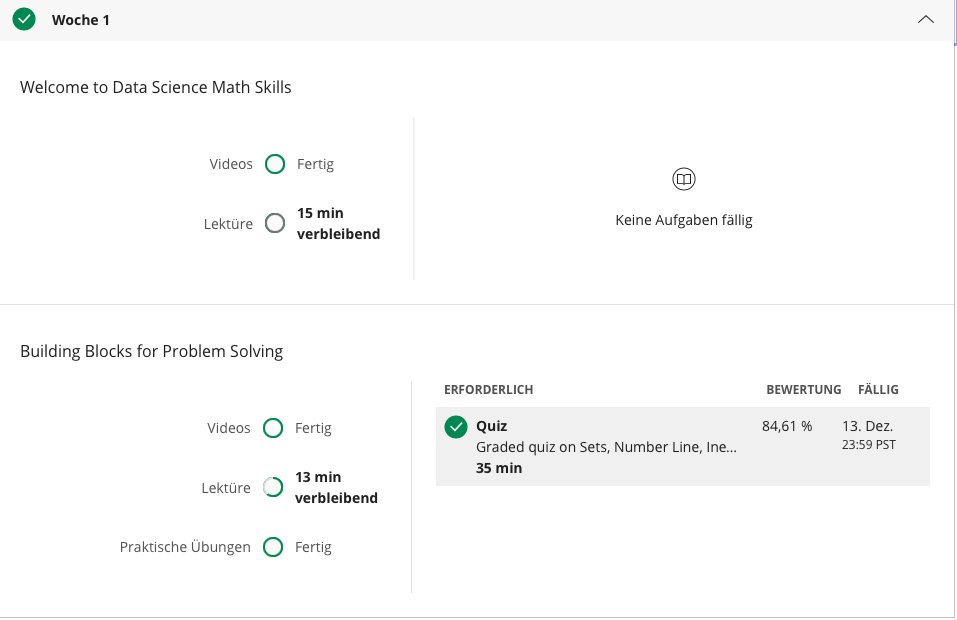 Woche 1
Welcome to Data Science Math Skills
Videos Fertig
Lektüre 15 min
verbleibend
Keine Aufgaben fällig
Building Blocks for Problem Solving
Videos Fertig
Lektüre 13 min
verbleibend
Praktische Übungen Fertig
ERFORDERLICH BEWERTUNG FÄLLIG
Quiz 84,61 % 13. Dez.
Graded quiz on Sets, Number Line, Ine... 23:59 PST
35 min